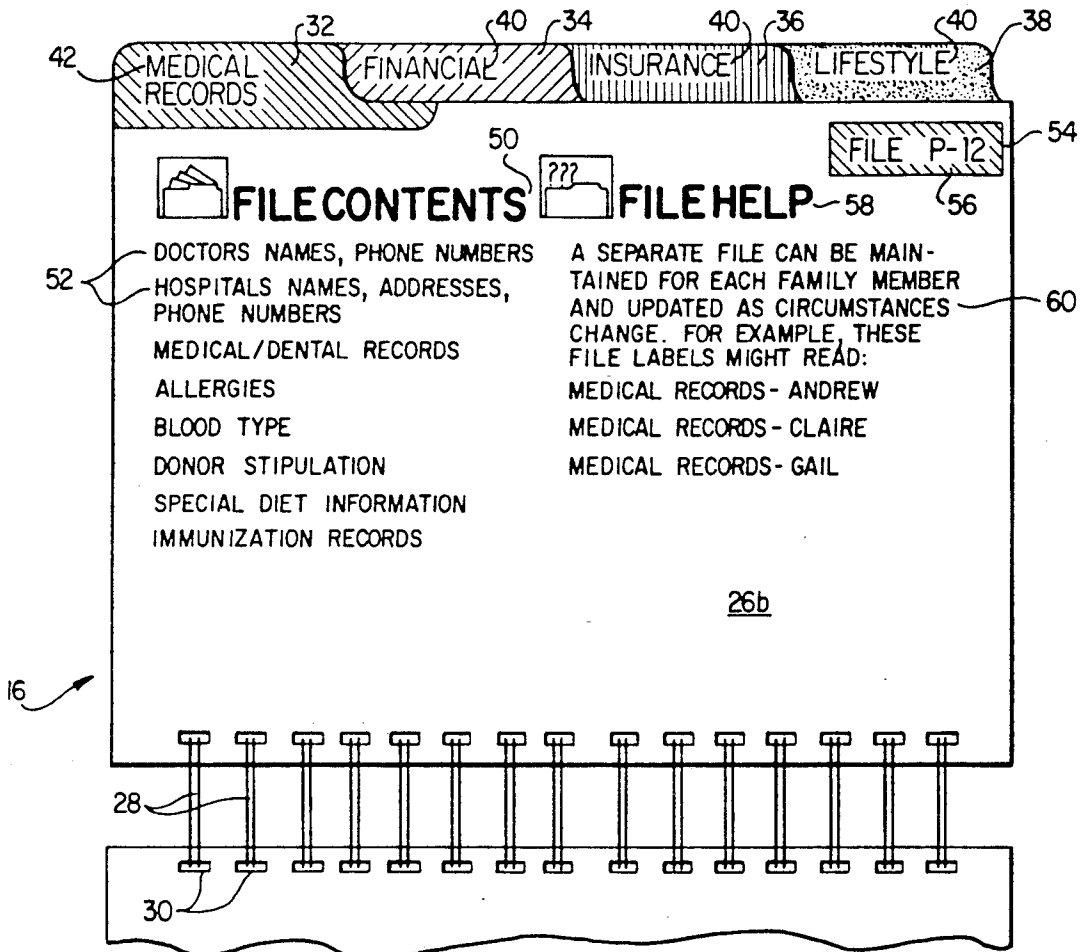 32
40
34
40
36
40
38
42
MEDICAL
RECORDS
FINANCIAL
INSURANCE
LIFESTYLE
54
FILE P-12
56
50
???
FILE CONTENTS
FILE HELP
58
52
DOCTORS NAMES, PHONE NUMBERS
HOSPITALS NAMES, ADDRESSES,
PHONE NUMBERS
MEDICAL/DENTAL RECORDS
ALLERGIES
BLOOD TYPE
DONOR STIPULATION
SPECIAL DIET INFORMATION
IMMUNIZATION RECORDS
A SEPARATE FILE CAN BE MAIN-
TAINED FOR EACH FAMILY MEMBER
AND UPDATED AS CIRCUMSTANCES
CHANGE. FOR EXAMPLE, THESE
FILE LABELS MIGHT READ:
60
MEDICAL RECORDS- ANDREW
MEDICAL RECORDS- CLAIRE
MEDICAL RECORDS- GAIL
26b
16
28
30